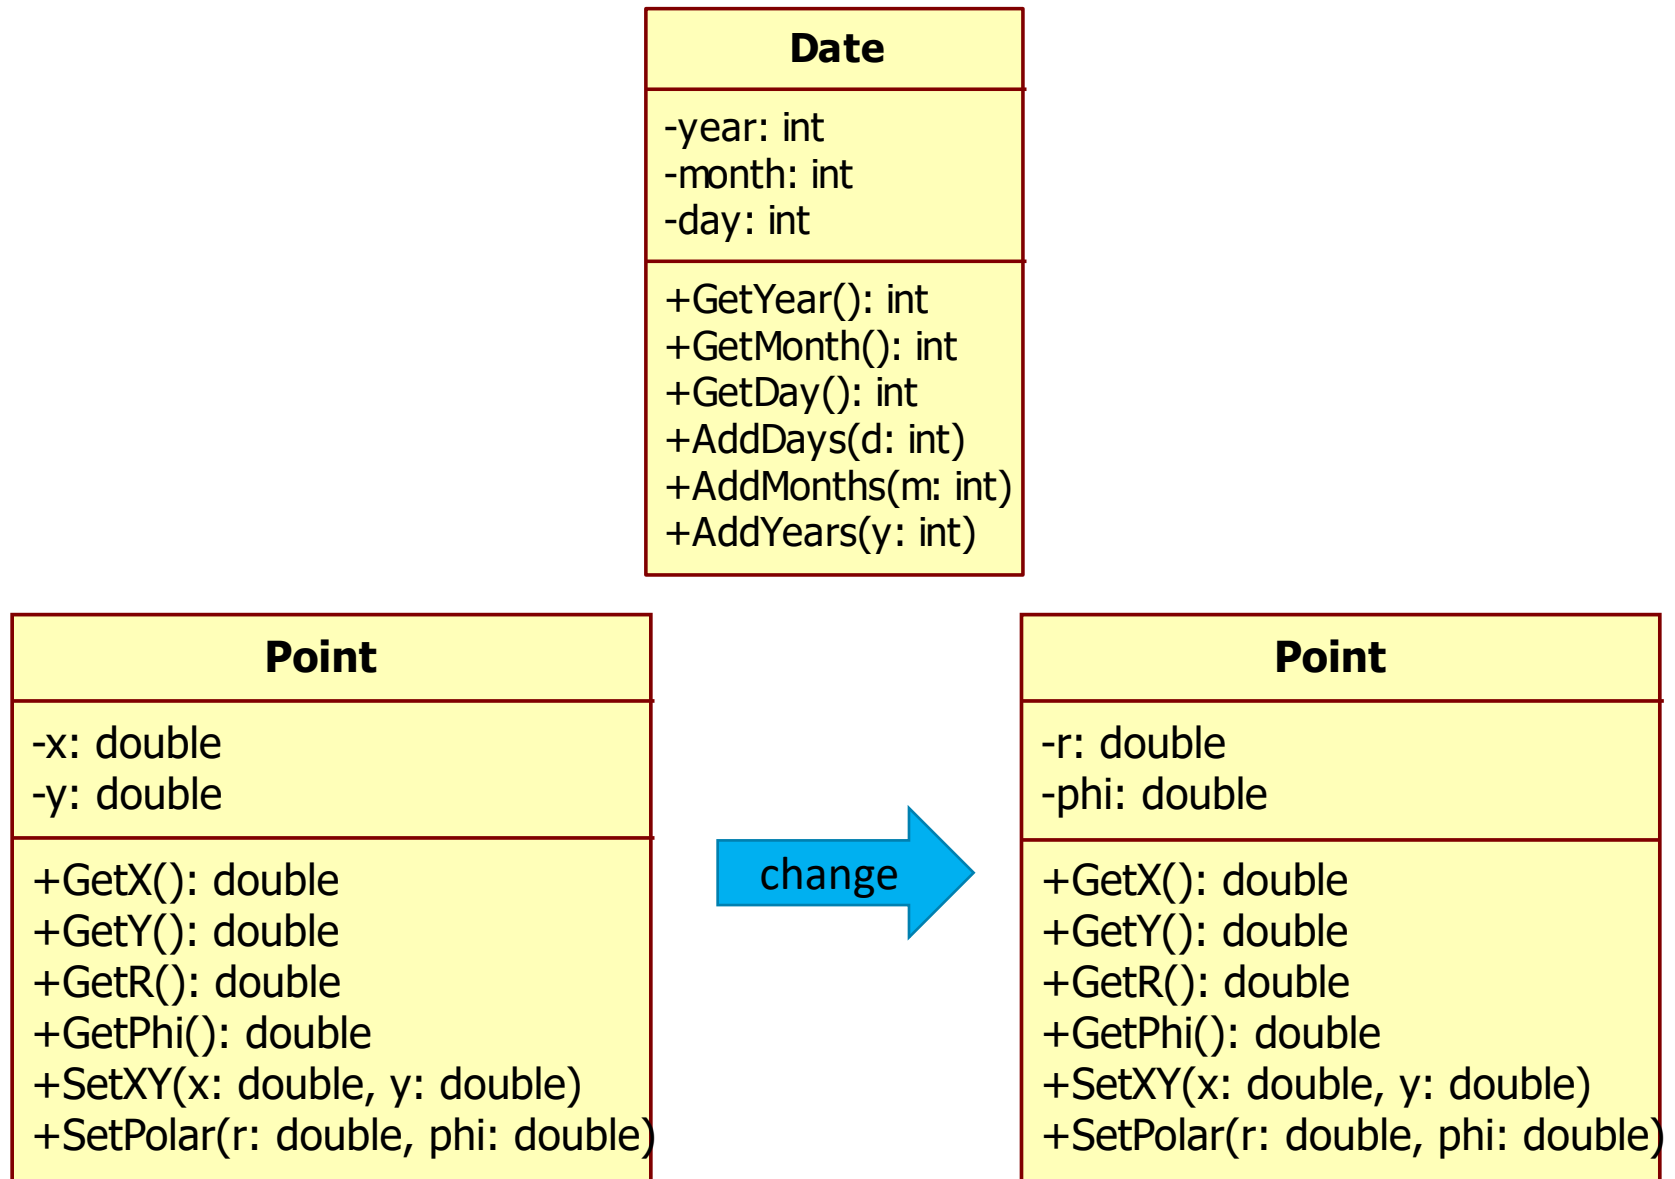 Date
-year: int
-month: int
-day: int
+GetYear(): int
+GetMonth(): int
+GetDay(): int
+AddDays(d: int)
+AddMonths(m: int)
+AddYears(y: int)
Point
-x: double
-y: double
+GetX(): double
+GetY(): double
+GetR(): double
+GetPhi(): double
+SetXY(x: double, y: double)
+SetPolar(r: double, phi: double)
change
Point
-r: double
-phi: double
+GetX(): double
+GetY(): double
+GetR(): double
+GetPhi(): double
+SetXY(x: double, y: double)
+SetPolar(r: double, phi: double)